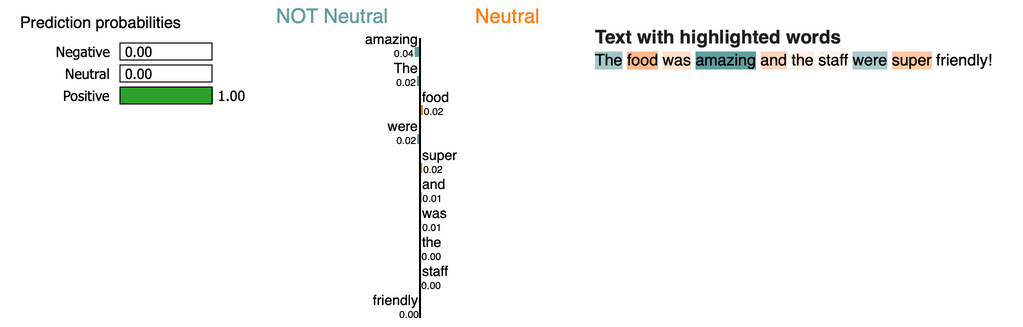 Prediction probabilities
Negative 0.00
Neutral 0.00
Positive 1.00
NOT Neutral Neutral
amazing
0.04
The
0.02
food
0.02
were
0.02
super
0.02
and
0.01
was
0.01
the
0.00
staff
0.00
friendly
0.00
Text with highlighted words
The food was amazing and the staff were super friendly!